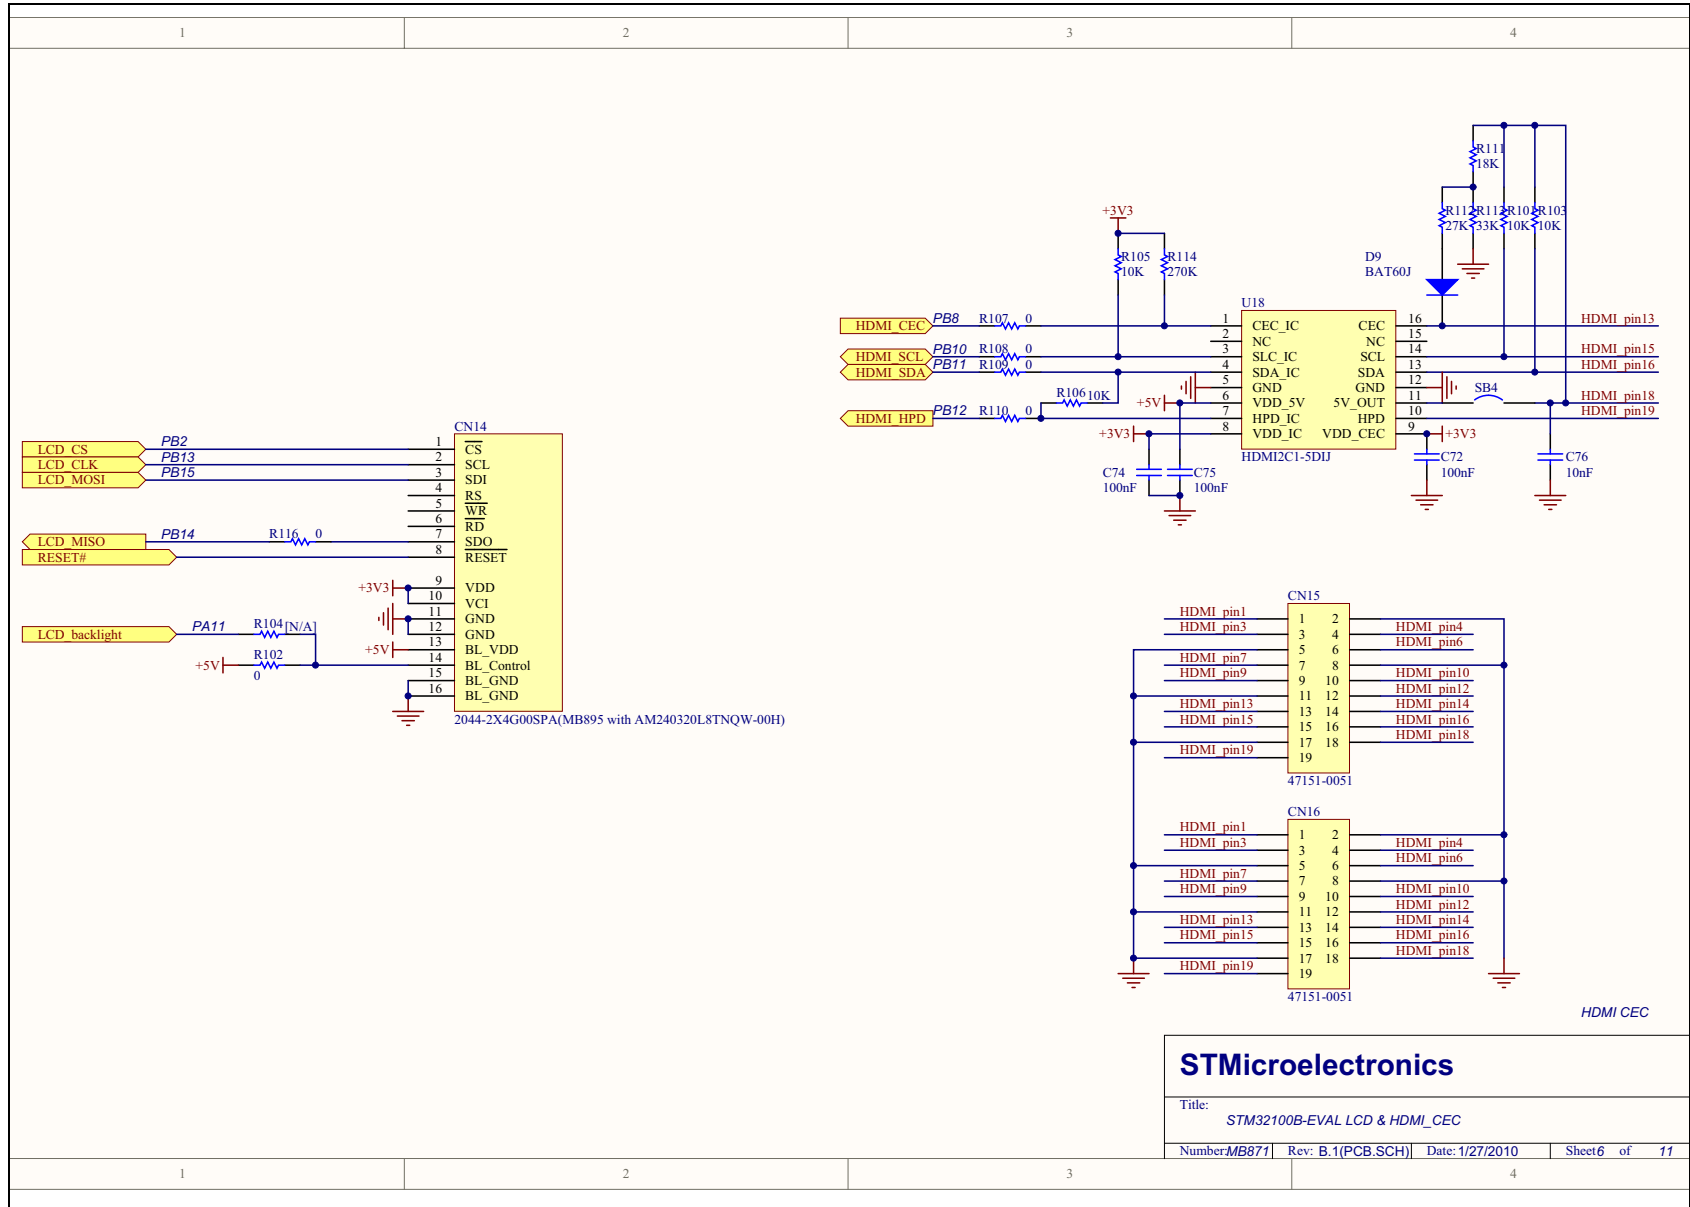 1 2 3 4
R111
18K
+3V3
R112 R113 R103
27K 33K 10K 10K
R105 R114
10K 270K
D9
BAT60J
U18
HDMI_CEC PB8 R107 0 1 CEC_IC CEC 16 HDMI_pin13
2 NC NC 15
HDMI_SCL PB10 R108 0 3 SLC_IC SCL 14 HDMI_pin15
HDMI_SDA PB11 R109 0 4 SDA_IC SDA 13 HDMI_pin16
5 GND GND 12 SB4
R106 10K +5V 6 VDD_5V 5V_OUT 11 HDMI_pin18
HDMI_HPD PB12 R110 0 7 HPD_IC HPD 10 HDMI_pin19
+3V3 8 VDD_IC VDD_CEC 9 +3V3
HDMI2C1-5DIJ
C74 C75 C72 C76
100nF 100nF 100nF 10nF
CN14
LCD_CS PB2 1 CS
LCD_CLK PB13 2 SCL
LCD_MOSI PB15 3 SDI
4 RS
5 WR
6 RD
LCD_MISO PB14 R116 0 7 SDO
RESET# 8 RESET
+3V3 9 VDD
10 VCI
11 GND
LCD_backlight PA11 R104 [N/A] 12 GND
+5V 13 BL_VDD
+5V R102 14 BL_Control
0 15 BL_GND
16 BL_GND
2044-2X4G00SPA(MB895 with AM240320L8TNQW-00H)
CN15
HDMI_pin1 1 2
HDMI_pin3 3 4 HDMI_pin4
5 6 HDMI_pin6
HDMI_pin7 7 8
HDMI_pin9 9 10 HDMI_pin10
11 12 HDMI_pin12
HDMI_pin13 13 14 HDMI_pin14
HDMI_pin15 15 16 HDMI_pin16
17 18 HDMI_pin18
HDMI_pin19 19
47151-0051
CN16
HDMI_pin1 1 2
HDMI_pin3 3 4 HDMI_pin4
5 6 HDMI_pin6
HDMI_pin7 7 8
HDMI_pin9 9 10 HDMI_pin10
11 12 HDMI_pin12
HDMI_pin13 13 14 HDMI_pin14
HDMI_pin15 15 16 HDMI_pin16
17 18 HDMI_pin18
HDMI_pin19 19
47151-0051
HDMI CEC
STMicroelectronics
Title:
STM32100B-EVAL LCD & HDMI_CEC
Number:MB871 Rev: B.1(PCB.SCH) Date:1/27/2010 Sheet 6 of 11
1 2 3 4